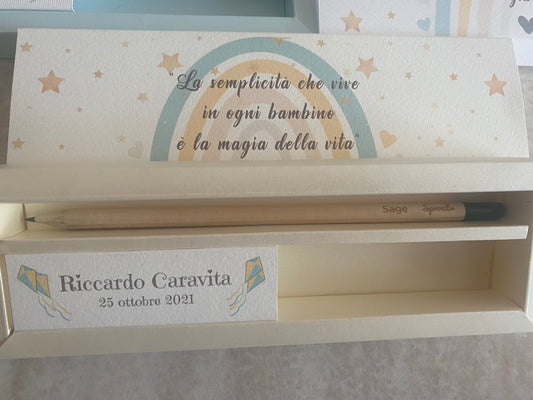 "La semplicità che vive
in ogni bambino
è la magia della vita"
Sage Sprout
Riccardo Caravita
25 ottobre 2021